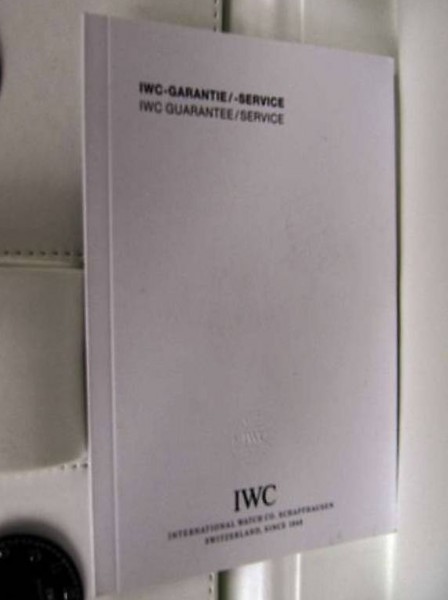 IWC-GARANTIE/-SERVICE
IWC GUARANTEE/SERVICE
IWC
IWC
INTERNATIONAL WATCH CO. SCHAFFHAUSEN
SWITZERLAND, SINCE 1868